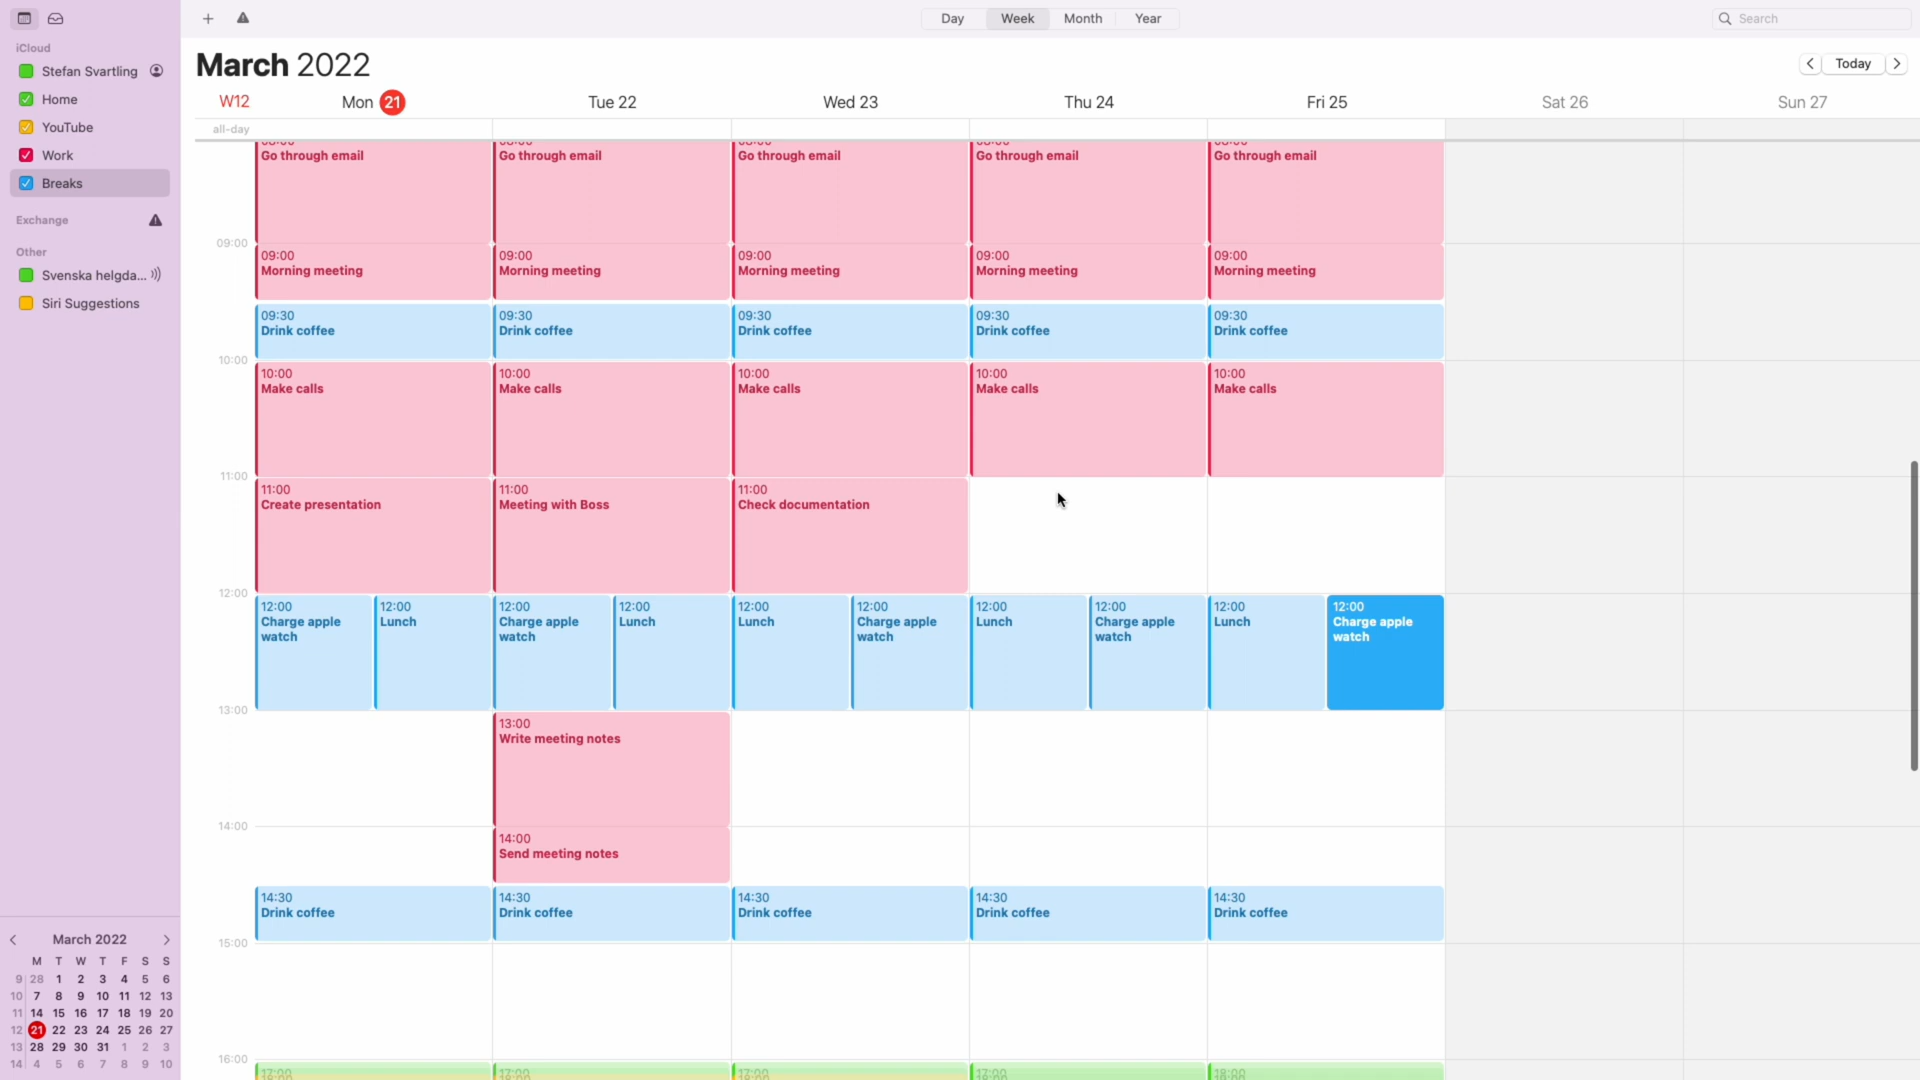 Day
Week
Month
Year
Search
iCloud
Stefan Svartling
Home
YouTube
Work
Breaks
Exchange
Other
Svenska helgda...
Siri Suggestions
March 2022
Today
W12
Mon 21
Tue 22
Wed 23
Thu 24
Fri 25
Sat 26
Sun 27
all-day
Go through email
Go through email
Go through email
Go through email
Go through email
09:00
09:00
Morning meeting
09:00
Morning meeting
09:00
Morning meeting
09:00
Morning meeting
09:00
Morning meeting
09:30
Drink coffee
09:30
Drink coffee
09:30
Drink coffee
09:30
Drink coffee
09:30
Drink coffee
10:00
10:00
Make calls
10:00
Make calls
10:00
Make calls
10:00
Make calls
10:00
Make calls
11:00
11:00
Create presentation
11:00
Meeting with Boss
11:00
Check documentation
12:00
12:00
Charge apple
watch
12:00
Lunch
12:00
Charge apple
watch
12:00
Lunch
12:00
Lunch
12:00
Charge apple
watch
12:00
Lunch
12:00
Charge apple
watch
12:00
Lunch
12:00
Charge apple
watch
13:00
13:00
Write meeting notes
14:00
14:00
Send meeting notes
14:30
Drink coffee
14:30
Drink coffee
14:30
Drink coffee
14:30
Drink coffee
14:30
Drink coffee
15:00
16:00
March 2022
M T W T F S S
9 28 1 2 3 4 5 6
10 7 8 9 10 11 12 13
11 14 15 16 17 18 19 20
12 21 22 23 24 25 26 27
13 28 29 30 31 1 2 3
14 4 5 6 7 8 9 10